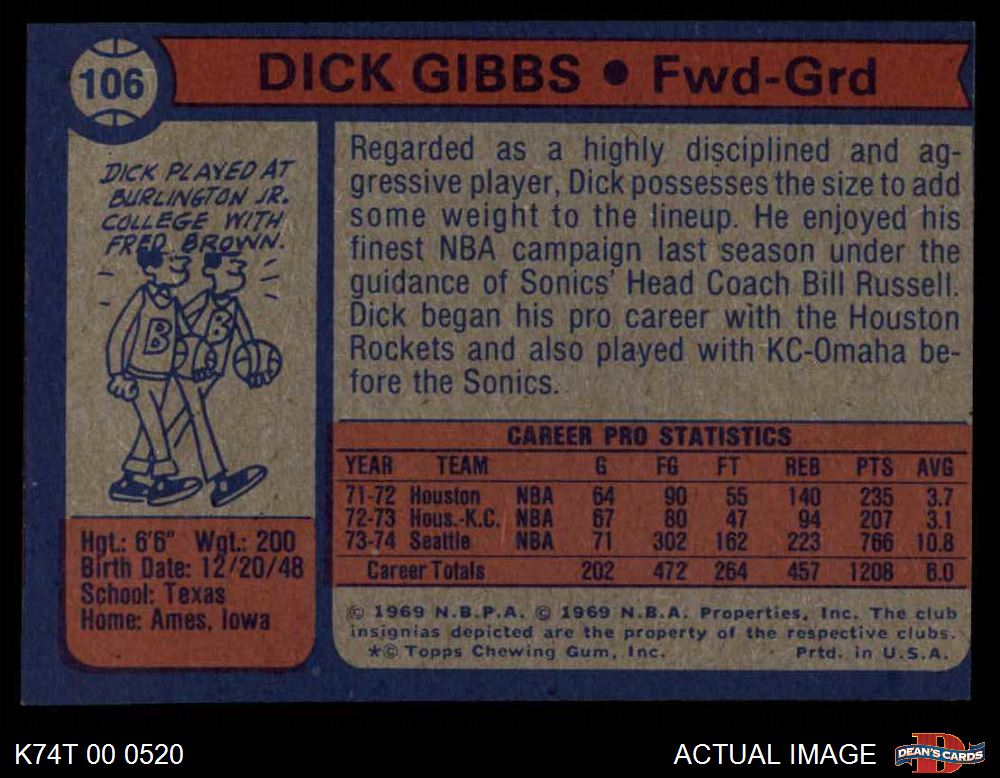 106
DICK GIBBS • Fwd-Grd
DICK PLAYED AT
BURLINGTON JR.
COLLEGE WITH
FRED BROWN.
B
B
Hgt.: 6'6" Wgt.: 200
Birth Date: 12/20/48
School: Texas
Home: Ames, Iowa
Regarded as a highly disciplined and ag-
gressive player, Dick possesses the size to add
some weight to the lineup. He enjoyed his
finest NBA campaign last season under the
guidance of Sonics' Head Coach Bill Russell.
Dick began his pro career with the Houston
Rockets and also played with KC-Omaha be-
fore the Sonics.
CAREER PRO STATISTICS
YEAR TEAM G FG FT REB PTS AVG
71-72 Houston NBA 64 90 55 140 235 3.7
72-73 Hous.-K.C. NBA 67 80 47 94 207 3.1
73-74 Seattle NBA 71 302 162 223 766 10.8
Career Totals 202 472 264 457 1208 6.0
© 1969 N.B.P.A. © 1969 N.B.A. Properties, Inc. The club
insignias depicted are the property of the respective clubs.
*© Topps Chewing Gum, Inc. Prtd. in U.S.A.
K74T 00 0520
ACTUAL IMAGE
DEAN'S CARDS